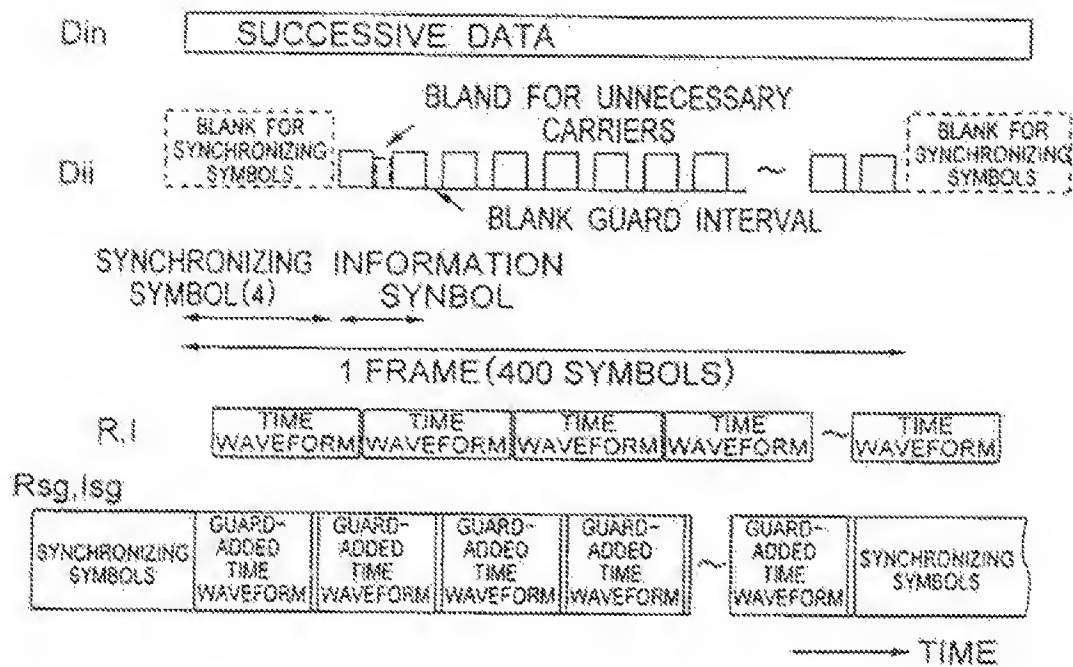 Din
SUCCESSIVE DATA
BLAND FOR UNNECESSARY
CARRIERS
Dii
BLANK FOR
SYNCHRONIZING
SYMBOLS
~
BLANK FOR
SYNCHRONIZING
SYMBOLS
BLANK GUARD INTERVAL
SYNCHRONIZING
SYMBOL(4)
INFORMATION
SYNBOL
1 FRAME(400 SYMBOLS)
R,I
TIME
WAVEFORM
TIME
WAVEFORM
TIME
WAVEFORM
TIME
WAVEFORM
~
TIME
WAVEFORM
Rsg,Isg
SYNCHRONIZING
SYMBOLS
GUARD-
ADDED
TIME
WAVEFORM
GUARD-
ADDED
TIME
WAVEFORM
GUARD-
ADDED
TIME
WAVEFORM
GUARD-
ADDED
TIME
WAVEFORM
~
GUARD-
ADDED
TIME
WAVEFORM
SYNCHRONIZING
SYMBOLS
TIME